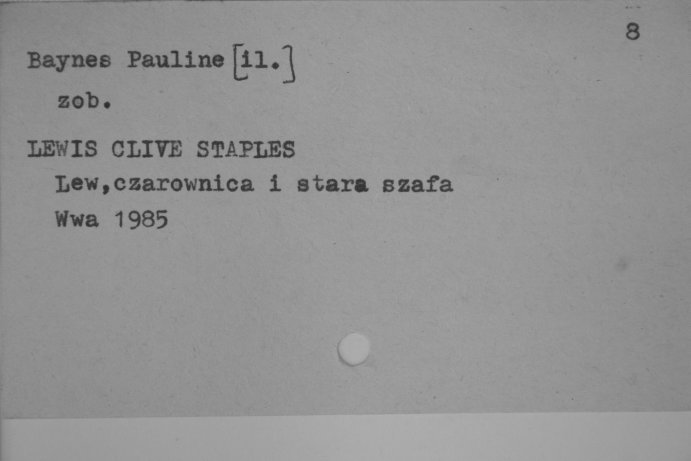 8
Baynes Pauline [il.]
zob.
LEWIS CLIVE STAPLES
Lew,czarownica i stara szafa
Wwa 1985